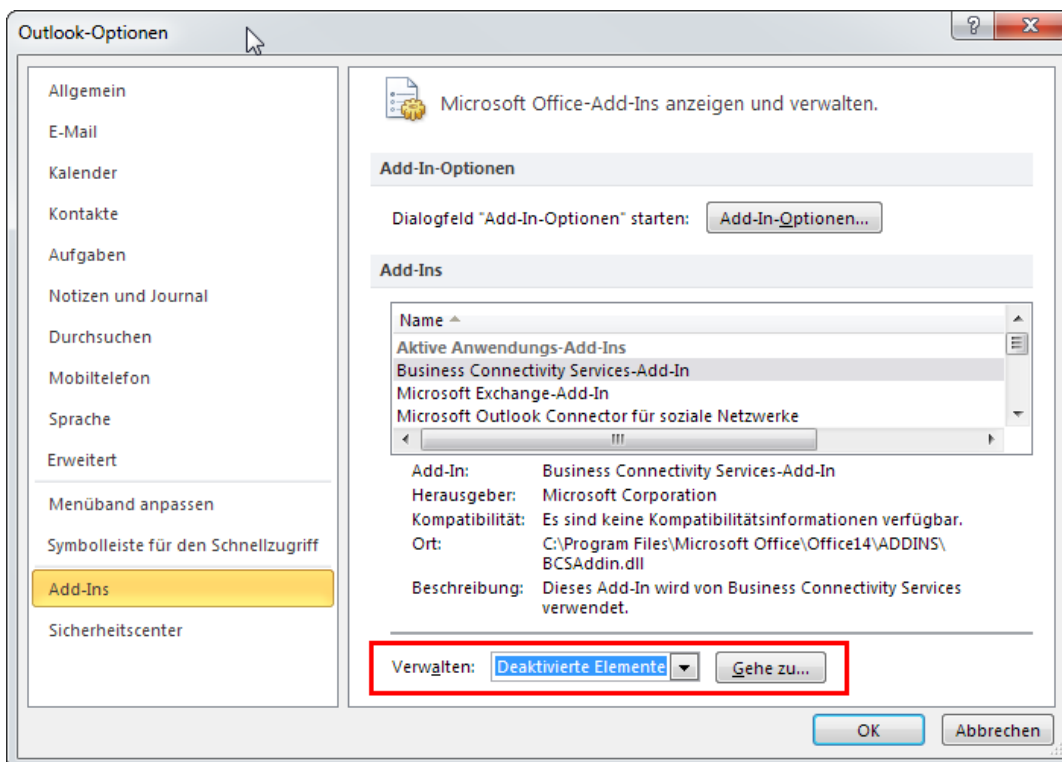 Outlook-Optionen
Allgemein
E-Mail
Kalender
Kontakte
Aufgaben
Notizen und Journal
Durchsuchen
Mobiltelefon
Sprache
Erweitert
Menüband anpassen
Symbolleiste für den Schnellzugriff
Add-Ins
Sicherheitscenter
Microsoft Office-Add-Ins anzeigen und verwalten.
Add-In-Optionen
Dialogfeld "Add-In-Optionen" starten: Add-In-Optionen...
Add-Ins
Name
Aktive Anwendungs-Add-Ins
Business Connectivity Services-Add-In
Microsoft Exchange-Add-In
Microsoft Outlook Connector für soziale Netzwerke
Add-In: Business Connectivity Services-Add-In
Herausgeber: Microsoft Corporation
Kompatibilität: Es sind keine Kompatibilitätsinformationen verfügbar.
Ort: C:\Program Files\Microsoft Office\Office14\ADDINS\
BCSAddin.dll
Beschreibung: Dieses Add-In wird von Business Connectivity Services
verwendet.
Verwalten: Deaktivierte Elemente Gehe zu...
OK Abbrechen